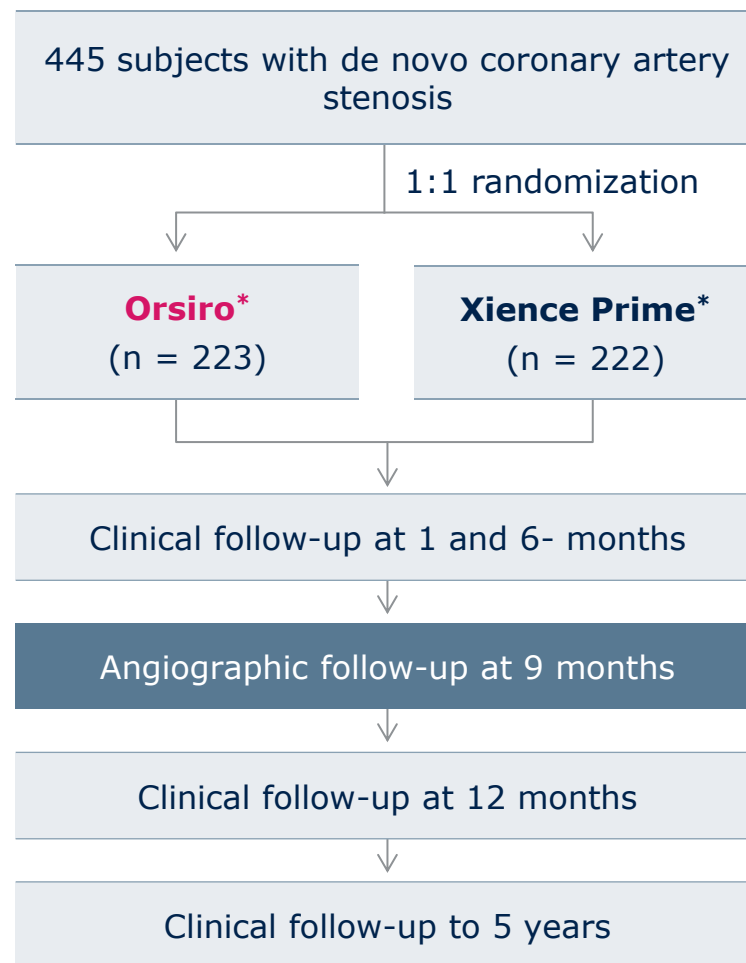 445 subjects with de novo coronary artery
stenosis
1:1 randomization
Orsiro*
(n = 223)
Xience Prime*
(n = 222)
Clinical follow-up at 1 and 6- months
Angiographic follow-up at 9 months
Clinical follow-up at 12 months
Clinical follow-up to 5 years